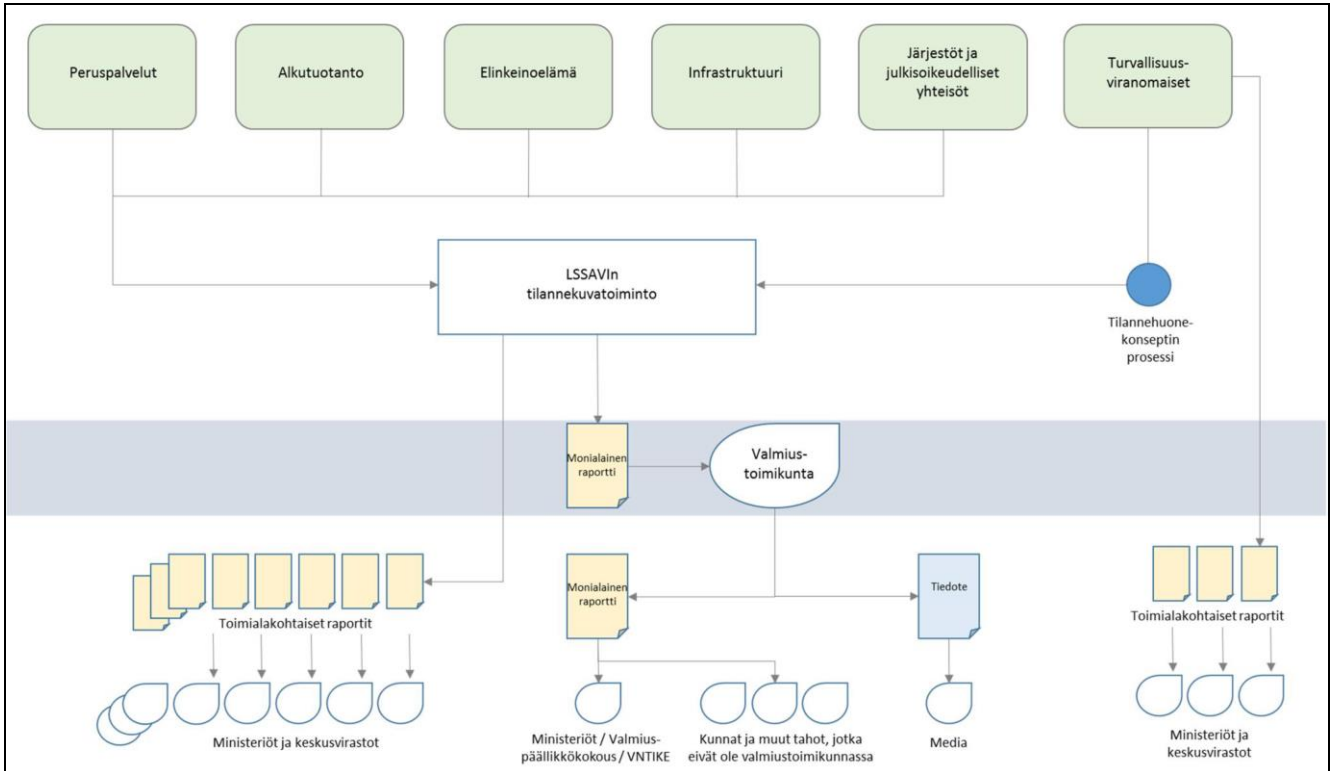 Peruspalvelut
Alkutuotanto
Elinkeinoelämä
Infrastruktuuri
Järjestöt ja
julkisoikeudelliset
yhteisöt
Turvallisuus-
viranomaiset
LSSAVIn
tilannekuvatoiminto
Tilannehuone-
konseptin
prosessi
Monialainen
raportti
Valmius-
toimikunta
Toimialakohtaiset raportit
Monialainen
raportti
Tiedote
Toimialakohtaiset raportit
Ministeriöt ja keskusvirastot
Ministeriöt / Valmius-
päällikkökokous / VNTIKE
Kunnat ja muut tahot, jotka
eivät ole valmiustoimikunnassa
Media
Ministeriöt ja
keskusvirastot